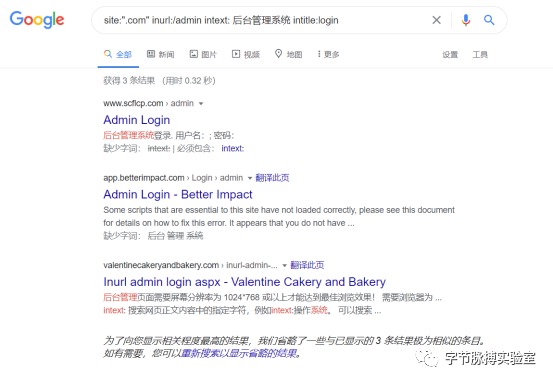 Google
site:".com" inurl:/admin intext: 后台管理系统 intitle:login
全部 新闻 图片 视频 地图 更多 设置 工具
获得 3 条结果 （用时 0.32 秒）
www.scflcp.com › admin
Admin Login
后台管理系统登录. 用户名：; 密码:
缺少字词： intext: | 必须包含： intext:
app.betterimpact.com › Login › admin 翻译此页
Admin Login - Better Impact
Some scripts that are essential to this site have not loaded correctly, please see this document
for details on how to fix this error. It appears that you do not have ...
缺少字词： 后台 管理 系统
valentinecakeryandbakery.com › inurl-admin-... 翻译此页
Inurl admin login aspx - Valentine Cakery and Bakery
后台管理页面需要屏幕分辨率为 1024*768 或以上才能达到最佳浏览效果！ 需要浏览器为 ...
intext: 搜索网页正文内容中的指定字符，例如intext:操作系统。 可以搜索 ...
为了向您显示相关程度最高的结果，我们省略了一些与已显示的 3 条结果极为相似的条目。
如有需要，您可以重新搜索以显示省略的结果。
字节脉搏实验室